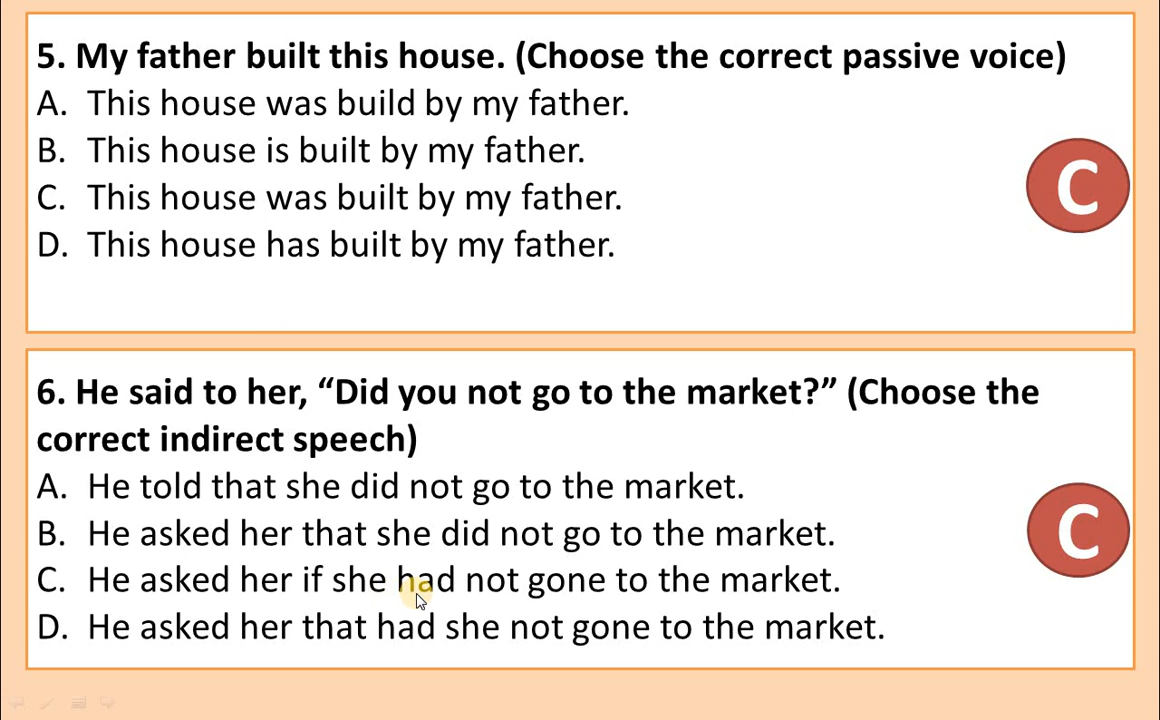 5. My father built this house. (Choose the correct passive voice)
A. This house was build by my father.
B. This house is built by my father.
C. This house was built by my father.
D. This house has built by my father.
C
6. He said to her, “Did you not go to the market?” (Choose the
correct indirect speech)
A. He told that she did not go to the market.
B. He asked her that she did not go to the market.
C. He asked her if she had not gone to the market.
D. He asked her that had she not gone to the market.
C